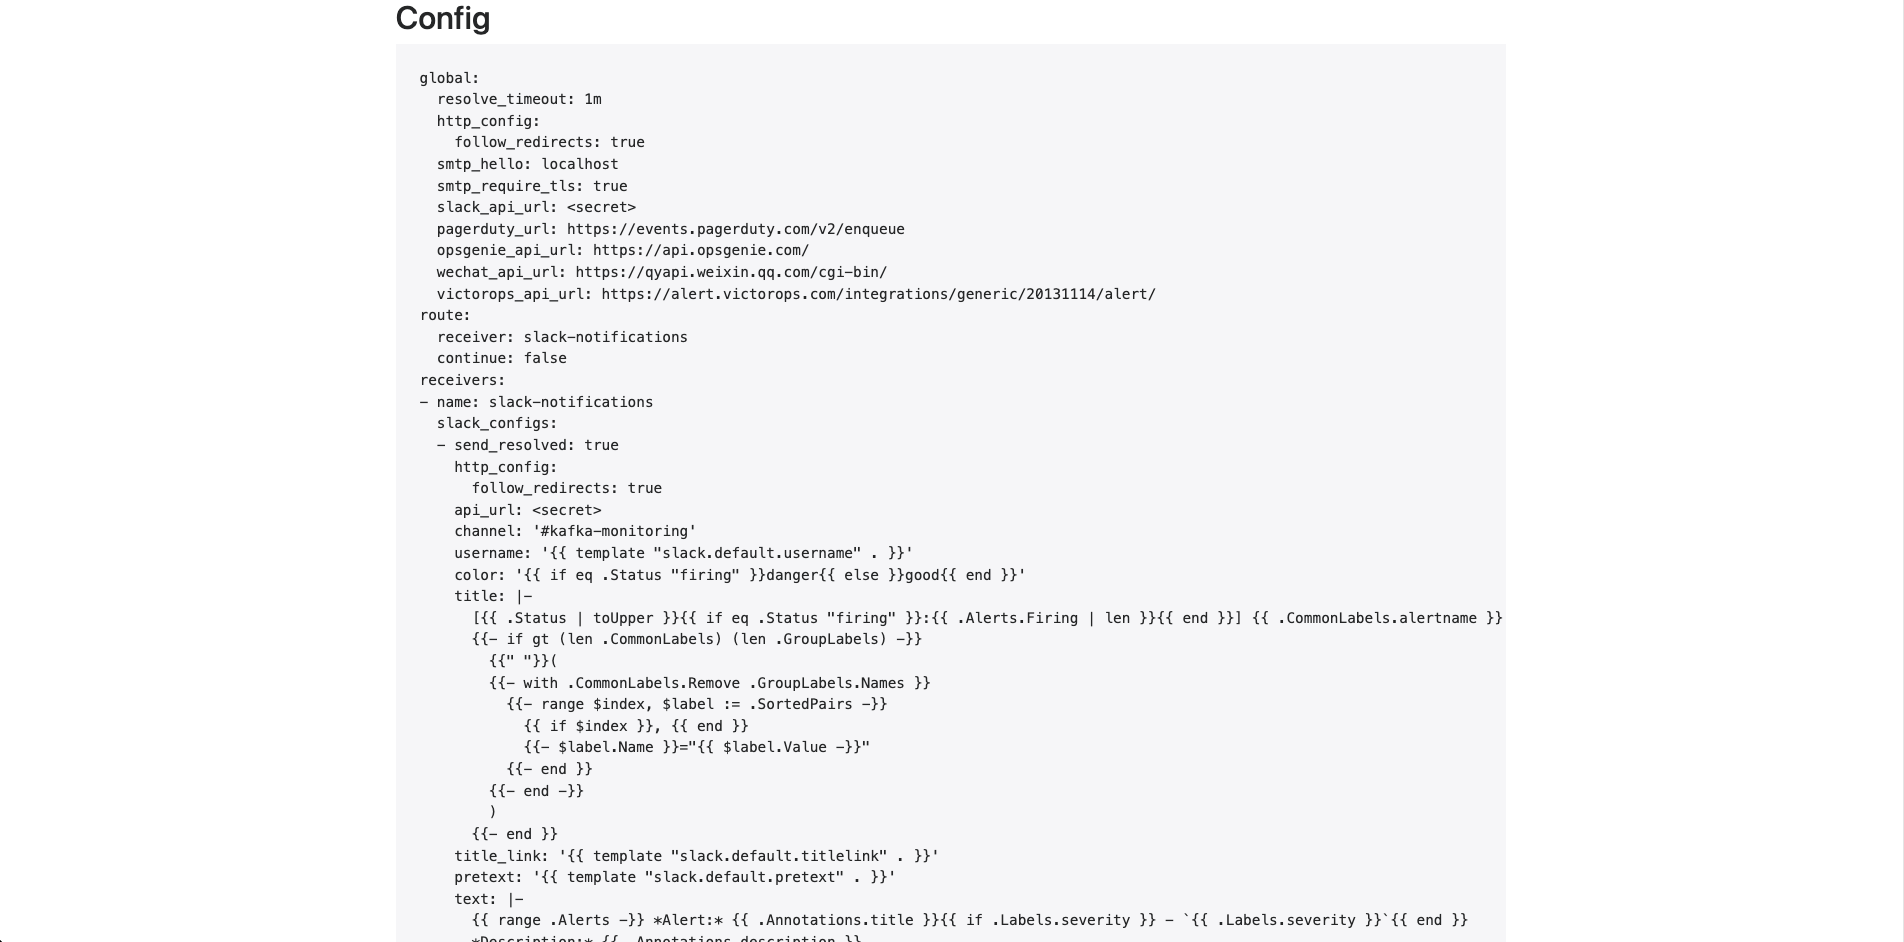 Config
global:
  resolve_timeout: 1m
  http_config:
    follow_redirects: true
  smtp_hello: localhost
  smtp_require_tls: true
  slack_api_url: <secret>
  pagerduty_url: https://events.pagerduty.com/v2/enqueue
  opsgenie_api_url: https://api.opsgenie.com/
  wechat_api_url: https://qyapi.weixin.qq.com/cgi-bin/
  victorops_api_url: https://alert.victorops.com/integrations/generic/20131114/alert/
route:
  receiver: slack-notifications
  continue: false
receivers:
- name: slack-notifications
  slack_configs:
  - send_resolved: true
    http_config:
      follow_redirects: true
    api_url: <secret>
    channel: '#kafka-monitoring'
    username: '{{ template "slack.default.username" . }}'
    color: '{{ if eq .Status "firing" }}danger{{ else }}good{{ end }}'
    title: |-
      [{{ .Status | toUpper }}{{ if eq .Status "firing" }}:{{ .Alerts.Firing | len }}{{ end }}] {{ .CommonLabels.alertname }}
      {{- if gt (len .CommonLabels) (len .GroupLabels) -}}
        {{" "}}(
        {{- with .CommonLabels.Remove .GroupLabels.Names }}
          {{- range $index, $label := .SortedPairs -}}
            {{ if $index }}, {{ end }}
            {{- $label.Name }}="{{ $label.Value -}}"
          {{- end }}
        {{- end -}}
        )
      {{- end }}
    title_link: '{{ template "slack.default.titlelink" . }}'
    pretext: '{{ template "slack.default.pretext" . }}'
    text: |-
      {{ range .Alerts -}} *Alert:* {{ .Annotations.title }}{{ if .Labels.severity }} - `{{ .Labels.severity }}`{{ end }}
      *Description:* {{ .Annotations.description }}